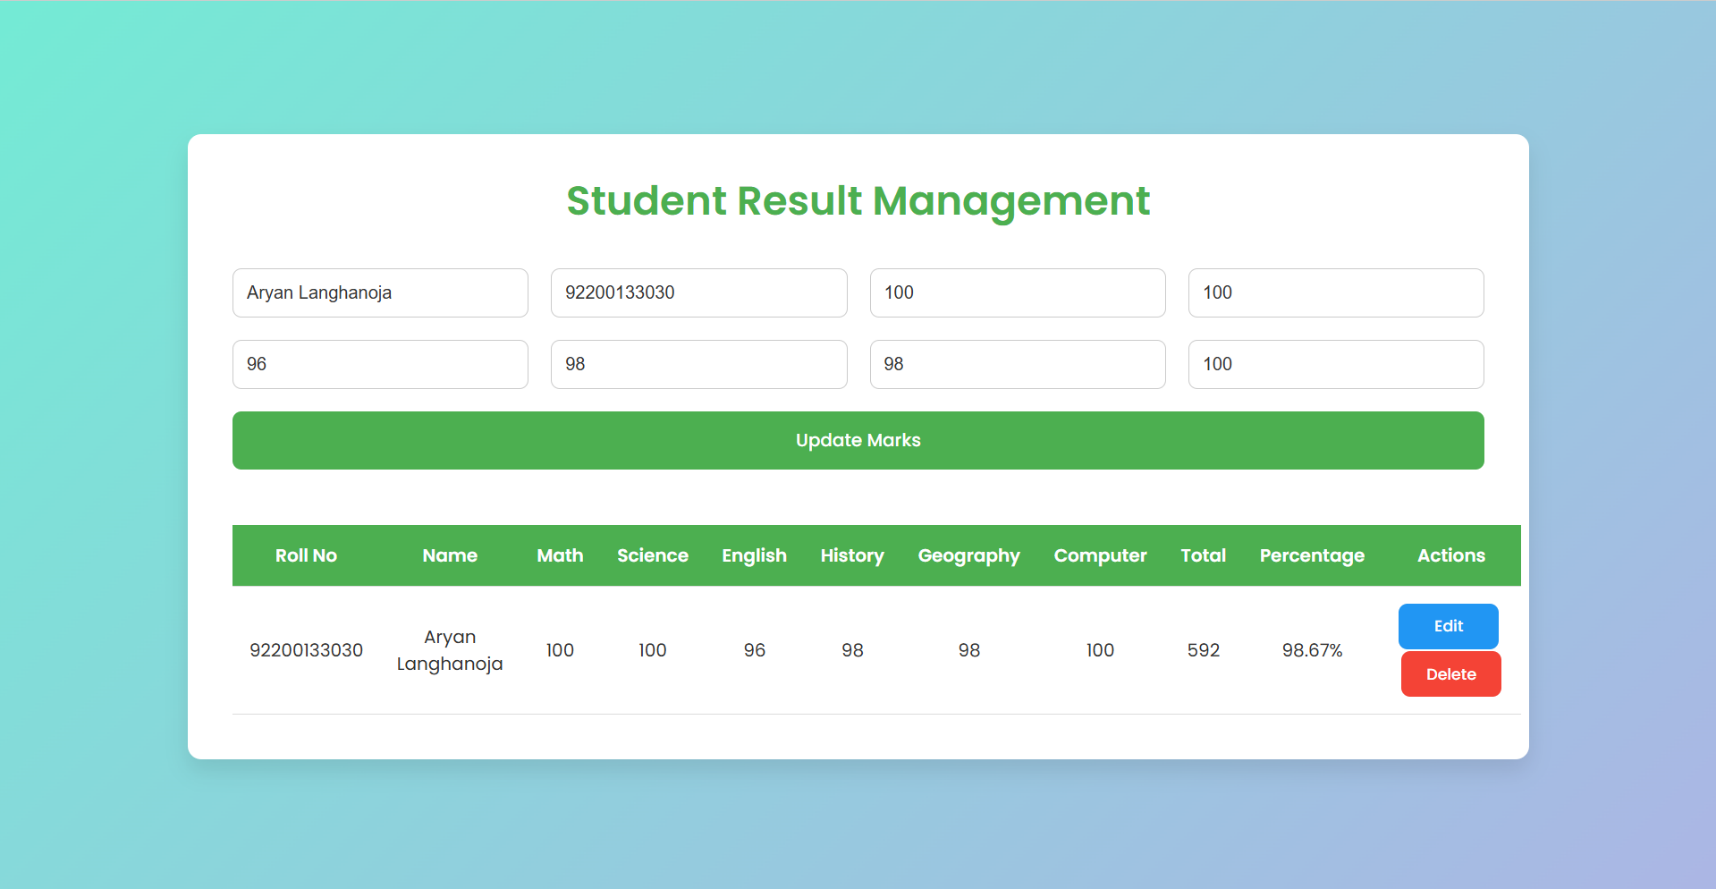 Student Result Management
Aryan Langhanoja 92200133030 100 100
96 98 98 100
Update Marks
Roll No Name Math Science English History Geography Computer Total Percentage Actions
92200133030 Aryan Langhanoja 100 100 96 98 98 100 592 98.67% Edit
Delete